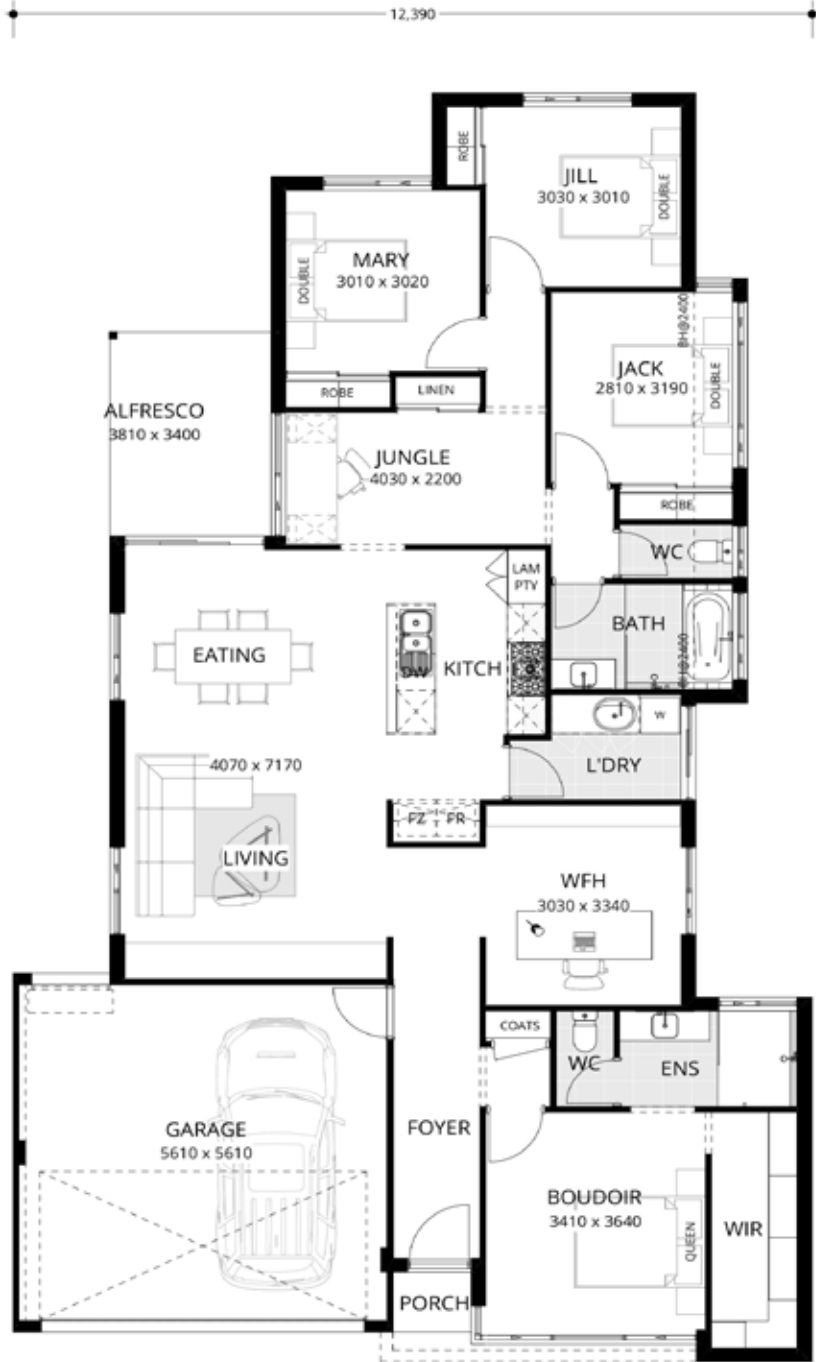 12,390
ROBE
JILL
3030 x 3010
DOUBLE
MARY
3010 x 3020
DOUBLE
BH@2400
JACK
2810 x 3190
DOUBLE
ROBE
LINEN
ALFRESCO
3810 x 3400
JUNGLE
4030 x 2200
ROBE
WC
LAM
PTY
BATH
BH@2400
EATING
KITCH
DW
W
L'DRY
4070 x 7170
FZ
FR
LIVING
WFH
3030 x 3340
COATS
WC
ENS
GARAGE
5610 x 5610
FOYER
BOUDOIR
3410 x 3640
QUEEN
WIR
PORCH